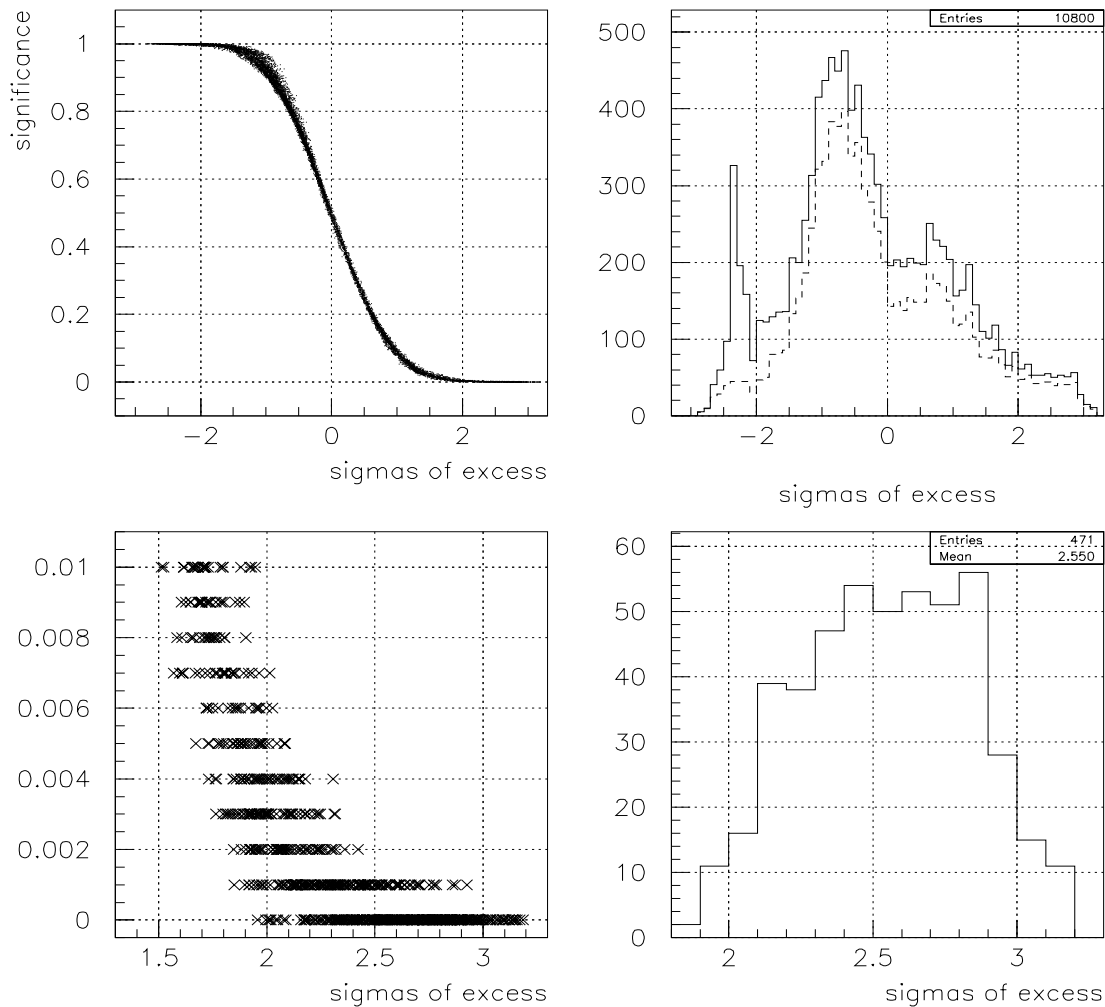 significance
1
0.8
0.6
0.4
0.2
0
−2 0 2
sigmas of excess
Entries 10800
500
400
300
200
100
0
−2 0 2
sigmas of excess
0.01
0.008
0.006
0.004
0.002
0
1.5 2 2.5 3
sigmas of excess
Entries 471
Mean 2.550
60
50
40
30
20
10
0
2 2.5 3
sigmas of excess